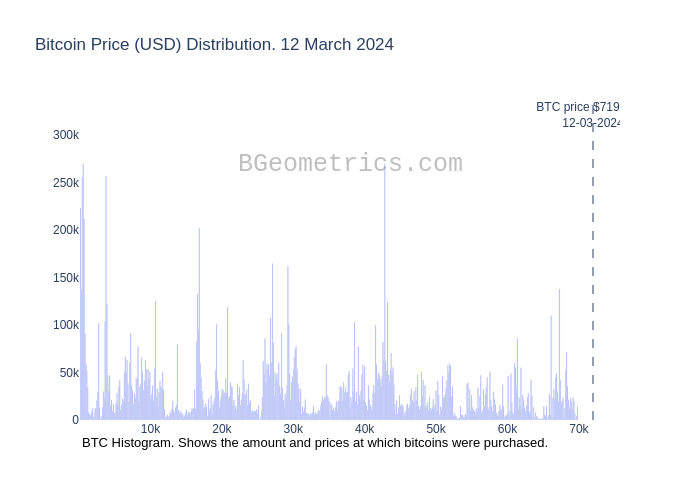 Bitcoin Price (USD) Distribution. 12 March 2024
BTC price $719
12-03-2024
300k
BGeometrics.com
250k
200k
150k
100k
50k
0
10k 20k 30k 40k 50k 60k 70k
BTC Histogram. Shows the amount and prices at which bitcoins were purchased.